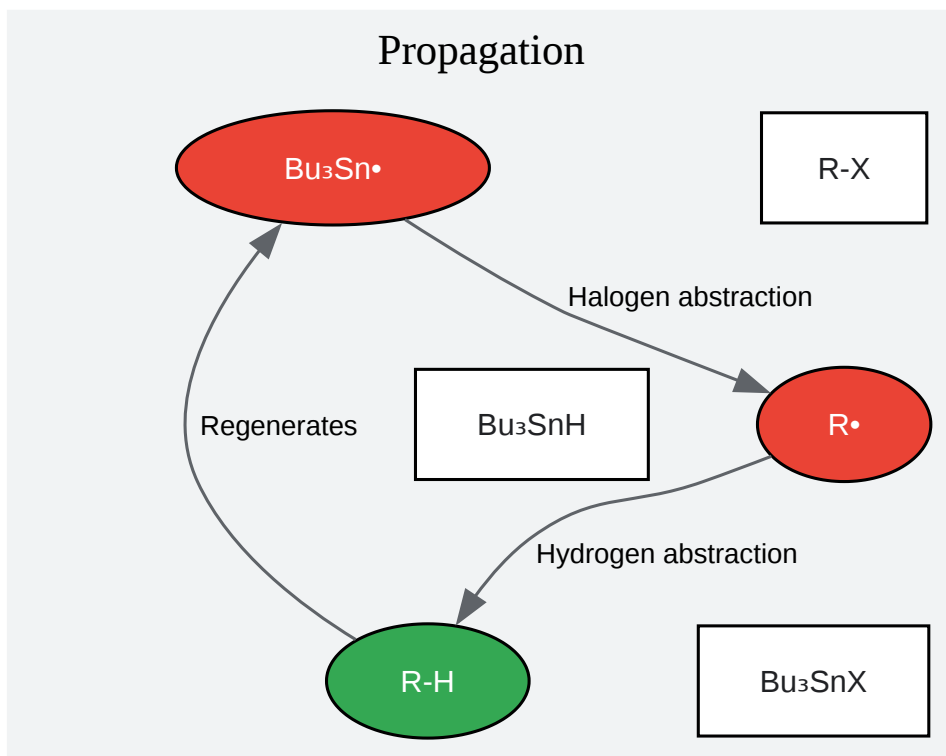 Propagation
Bu₃Sn•
R-X
Halogen abstraction
Bu₃SnH
R•
Regenerates
Hydrogen abstraction
R-H
Bu₃SnX